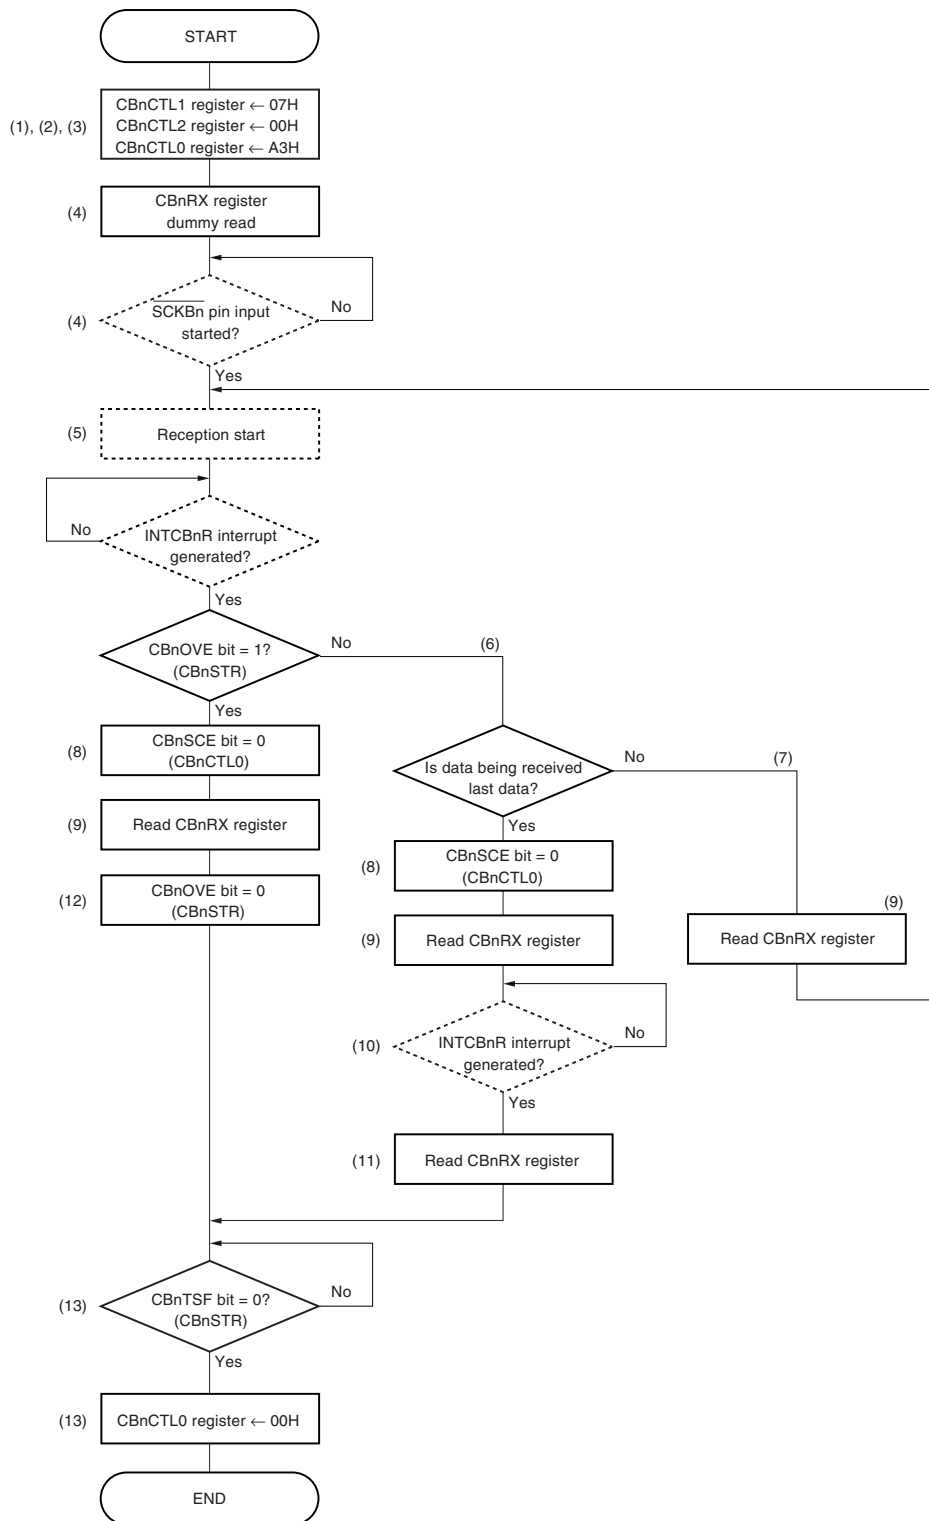 START
(1), (2), (3)
CBnCTL1 register ← 07H
CBnCTL2 register ← 00H
CBnCTL0 register ← A3H
(4)
CBnRX register
dummy read
(4)
SCKBn pin input
started?
No
Yes
(5)
Reception start
No
INTCBnR interrupt
generated?
Yes
CBnOVE bit = 1?
(CBnSTR)
No
(6)
Yes
(8)
CBnSCE bit = 0
(CBnCTL0)
Is data being received
last data?
No
(7)
Yes
(9)
Read CBnRX register
(8)
CBnSCE bit = 0
(CBnCTL0)
(12)
CBnOVE bit = 0
(CBnSTR)
(9)
Read CBnRX register
(9)
Read CBnRX register
(10)
INTCBnR interrupt
generated?
No
Yes
(11)
Read CBnRX register
(13)
CBnTSF bit = 0?
(CBnSTR)
No
Yes
(13)
CBnCTL0 register ← 00H
END